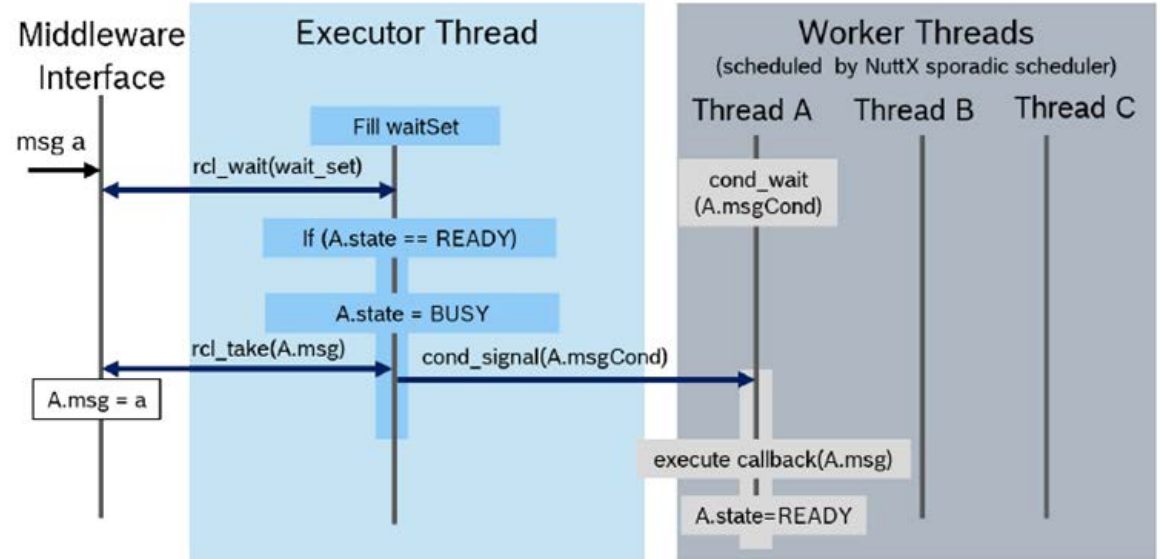 Middleware
Interface
Executor Thread
Worker Threads
(scheduled by NuttX sporadic scheduler)
Thread A
Thread B
Thread C
msg a
Fill waitSet
rcl_wait(wait_set)
cond_wait
(A.msgCond)
If (A.state == READY)
A.state = BUSY
rcl_take(A.msg)
cond_signal(A.msgCond)
A.msg = a
execute callback(A.msg)
A.state=READY